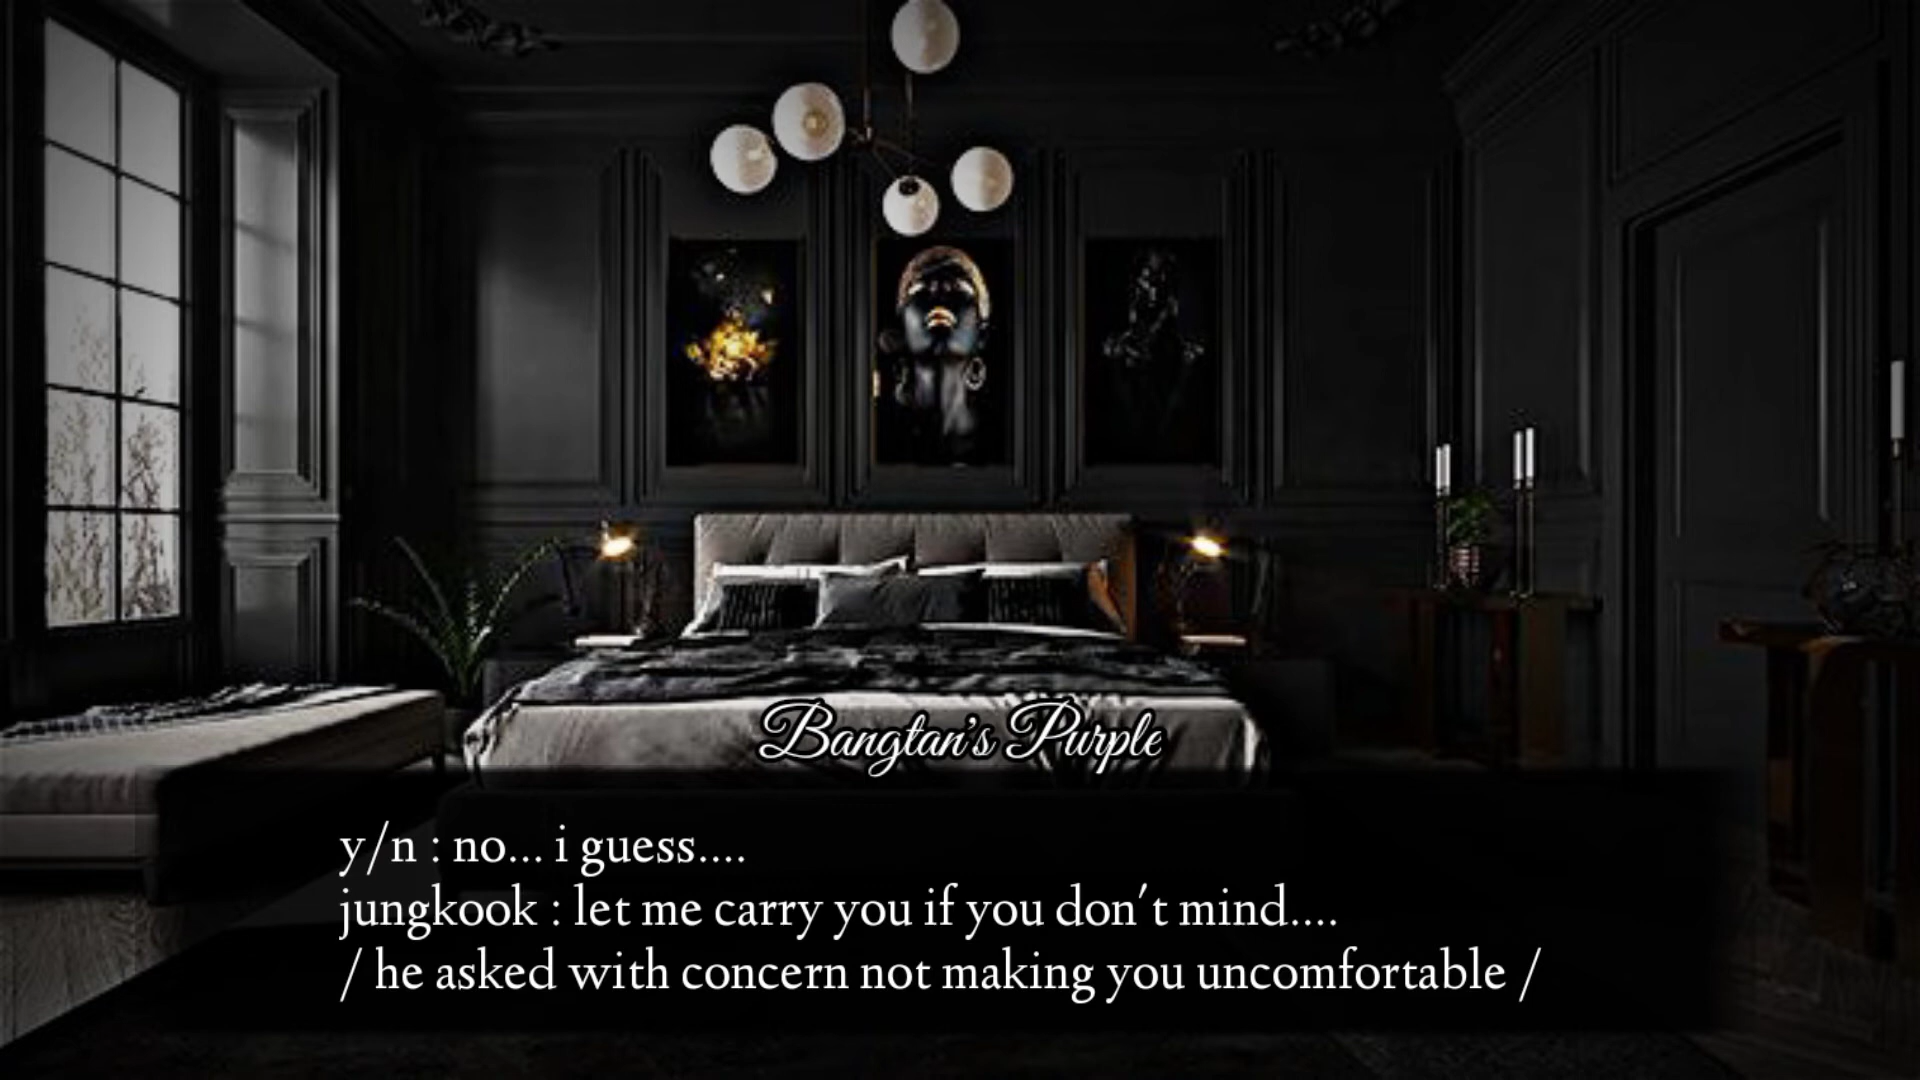 Bangtan's Purple
y/n : no... i guess....
jungkook : let me carry you if you don't mind....
/ he asked with concern not making you uncomfortable /